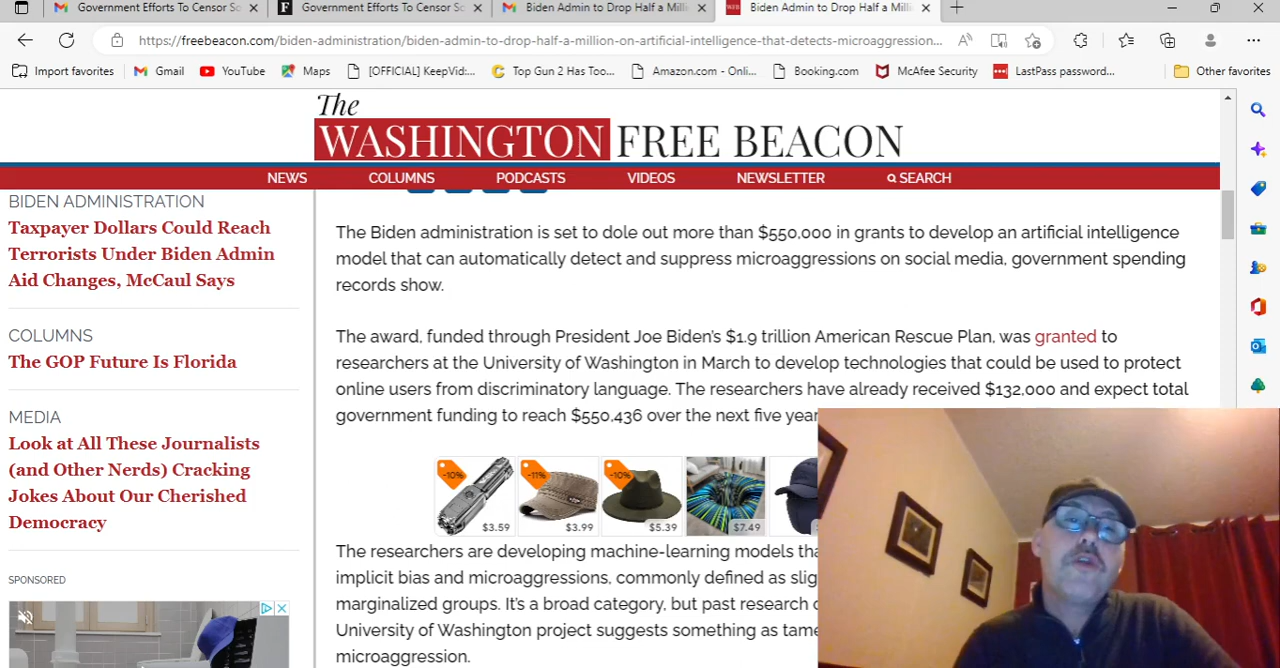 Government Efforts To Censor So
Government Efforts To Censor So
Biden Admin to Drop Half a Milli
Biden Admin to Drop Half a Milli
https://freebeacon.com/biden-administration/biden-admin-to-drop-half-a-million-on-artificial-intelligence-that-detects-microaggression...
Import favorites
Gmail
YouTube
Maps
[OFFICIAL] KeepVid:...
Top Gun 2 Has Too...
Amazon.com - Onli...
Booking.com
McAfee Security
LastPass password...
Other favorites
The
WASHINGTON FREE BEACON
NEWS
COLUMNS
PODCASTS
VIDEOS
NEWSLETTER
SEARCH
BIDEN ADMINISTRATION
Taxpayer Dollars Could Reach
Terrorists Under Biden Admin
Aid Changes, McCaul Says
COLUMNS
The GOP Future Is Florida
MEDIA
Look at All These Journalists
(and Other Nerds) Cracking
Jokes About Our Cherished
Democracy
SPONSORED
The Biden administration is set to dole out more than $550,000 in grants to develop an artificial intelligence
model that can automatically detect and suppress microaggressions on social media, government spending
records show.
The award, funded through President Joe Biden's $1.9 trillion American Rescue Plan, was granted to
researchers at the University of Washington in March to develop technologies that could be used to protect
online users from discriminatory language. The researchers have already received $132,000 and expect total
government funding to reach $550,436 over the next five year
-10%
$3.59
-11%
$3.99
-10%
$5.39
$7.49
The researchers are developing machine-learning models tha
implicit bias and microaggressions, commonly defined as slig
marginalized groups. It's a broad category, but past research
University of Washington project suggests something as tame
microaggression.